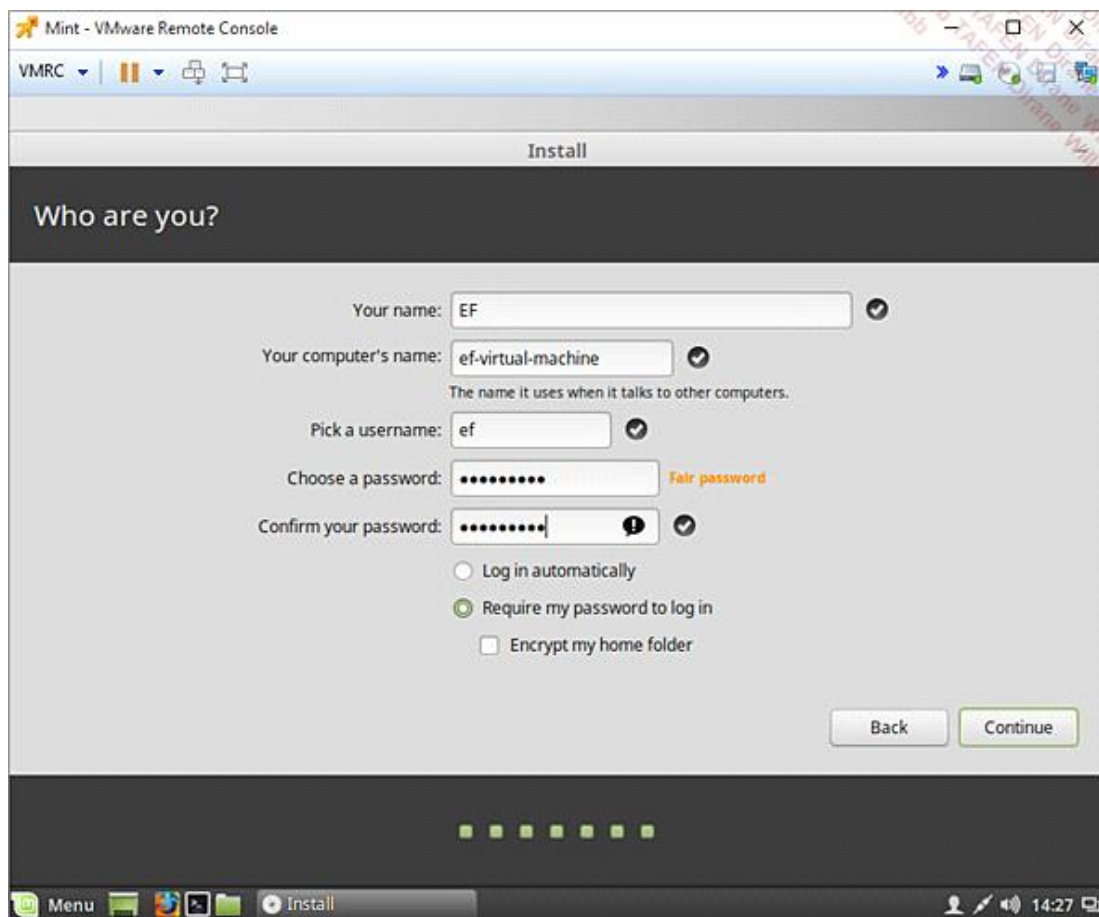 Mint - VMware Remote Console
VMRC
Install
Who are you?
Your name: EF
Your computer's name: ef-virtual-machine
The name it uses when it talks to other computers.
Pick a username: ef
Choose a password: ••••••••• Fair password
Confirm your password: •••••••••
Log in automatically
Require my password to log in
Encrypt my home folder
Back Continue
Menu Install 14:27